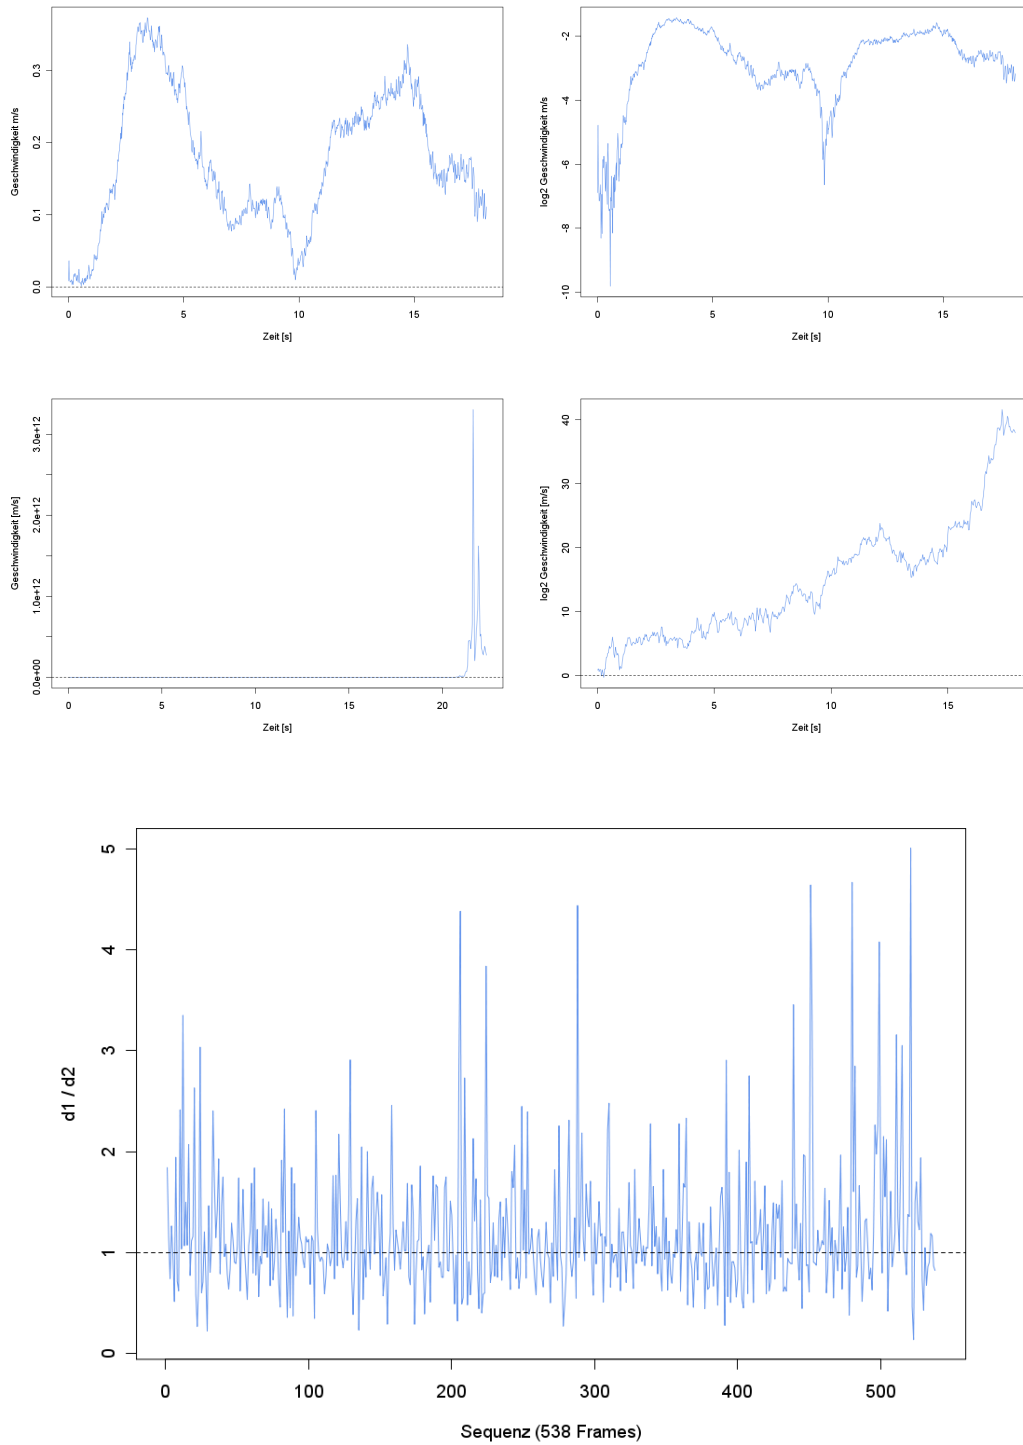 Geschwindigkeit m/s
0.0 0.1 0.2 0.3
0 5 10 15
Zeit [s]
log2 Geschwindigkeit m/s
-10 -8 -6 -4 -2
0 5 10 15
Zeit [s]
Geschwindigkeit [m/s]
0.0e+00 1.0e+12 2.0e+12 3.0e+12
0 5 10 15 20
Zeit [s]
log2 Geschwindigkeit [m/s]
0 10 20 30 40
0 5 10 15
Zeit [s]
d1 / d2
0 1 2 3 4 5
0 100 200 300 400 500
Sequenz (538 Frames)